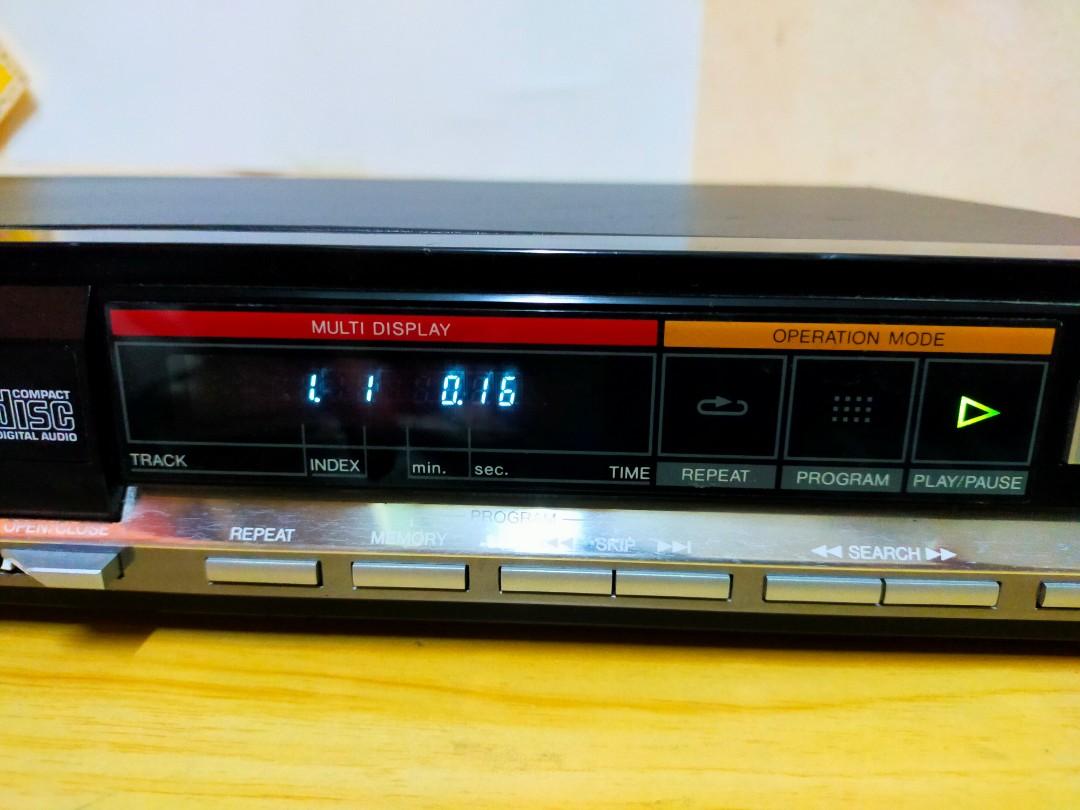 MULTI DISPLAY
OPERATION MODE
1. 1 0.16
COMPACT
disc
DIGITAL AUDIO
TRACK
INDEX
min.
sec.
TIME
REPEAT
PROGRAM
PLAY/PAUSE
PROGRAM
OPEN/CLOSE
REPEAT
MEMORY
SKIP
SEARCH